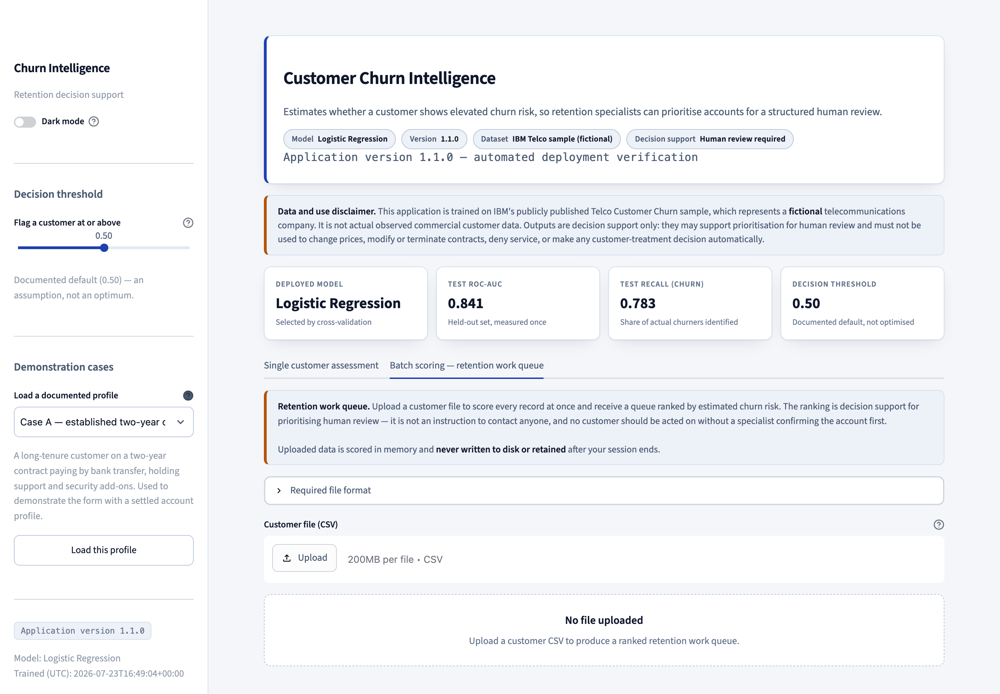 Churn Intelligence
Retention decision support
Dark mode
Decision threshold
Flag a customer at or above
0.50
Documented default (0.50) — an
assumption, not an optimum.
Demonstration cases
Load a documented profile
Case A — established two-year c
A long-tenure customer on a two-year
contract paying by bank transfer, holding
support and security add-ons. Used to
demonstrate the form with a settled account
profile.
Load this profile
Application version 1.1.0
Model: Logistic Regression
Trained (UTC): 2026-07-23T16:49:04+00:00
Customer Churn Intelligence
Estimates whether a customer shows elevated churn risk, so retention specialists can prioritise accounts for a structured human review.
Model Logistic Regression Version 1.1.0 Dataset IBM Telco sample (fictional) Decision support Human review required
Application version 1.1.0 — automated deployment verification
Data and use disclaimer. This application is trained on IBM's publicly published Telco Customer Churn sample, which represents a fictional telecommunications
company. It is not actual observed commercial customer data. Outputs are decision support only: they may support prioritisation for human review and must not be
used to change prices, modify or terminate contracts, deny service, or make any customer-treatment decision automatically.
DEPLOYED MODEL
Logistic Regression
Selected by cross-validation
TEST ROC-AUC
0.841
Held-out set, measured once
TEST RECALL (CHURN)
0.783
Share of actual churners identified
DECISION THRESHOLD
0.50
Documented default, not optimised
Single customer assessment Batch scoring — retention work queue
Retention work queue. Upload a customer file to score every record at once and receive a queue ranked by estimated churn risk. The ranking is decision support for
prioritising human review — it is not an instruction to contact anyone, and no customer should be acted on without a specialist confirming the account first.
Uploaded data is scored in memory and never written to disk or retained after your session ends.
Required file format
Customer file (CSV)
Upload 200MB per file • CSV
No file uploaded
Upload a customer CSV to produce a ranked retention work queue.